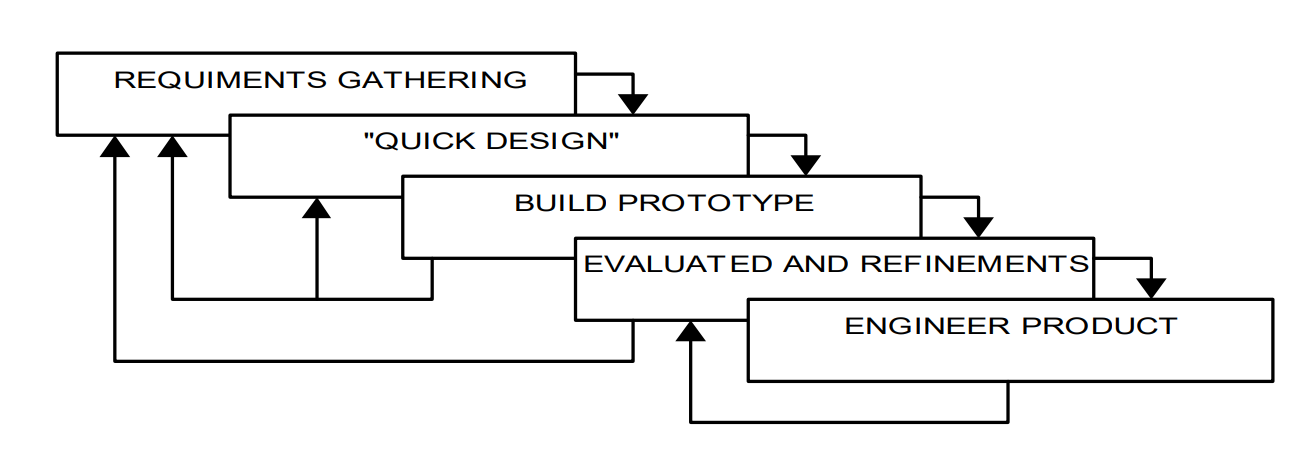 REQUIMENTS GATHERING
"QUICK DESIGN"
BUILD PROTOTYPE
EVALUATED AND REFINEMENTS
ENGINEER PRODUCT